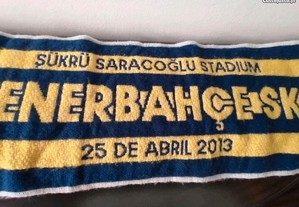 ŞÜKRÜ SARACOĞLU STADIUM
ENERBAHÇE SK
25 DE ABRIL 2013